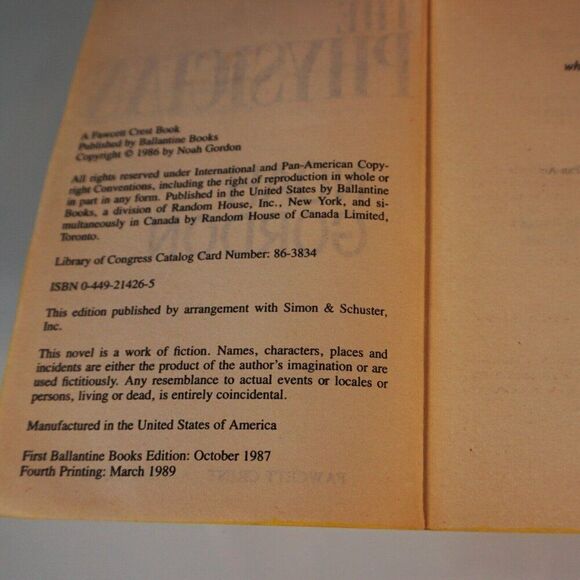 THE
PHYSICIAN
A Fawcett Crest Book
Published by Ballantine Books
Copyright © 1986 by Noah Gordon
All rights reserved under International and Pan-American Copy-
right Conventions, including the right of reproduction in whole or
in part in any form. Published in the United States by Ballantine
Books, a division of Random House, Inc., New York, and si-
multaneously in Canada by Random House of Canada Limited,
Toronto.
GORDON
Library of Congress Catalog Card Number: 86-3834
ISBN 0-449-21426-5
This edition published by arrangement with Simon & Schuster,
Inc.
This novel is a work of fiction. Names, characters, places and
incidents are either the product of the author's imagination or are
used fictitiously. Any resemblance to actual events or locales or
persons, living or dead, is entirely coincidental.
Manufactured in the United States of America
First Ballantine Books Edition: October 1987
Fourth Printing: March 1989
FAWCETT CREST